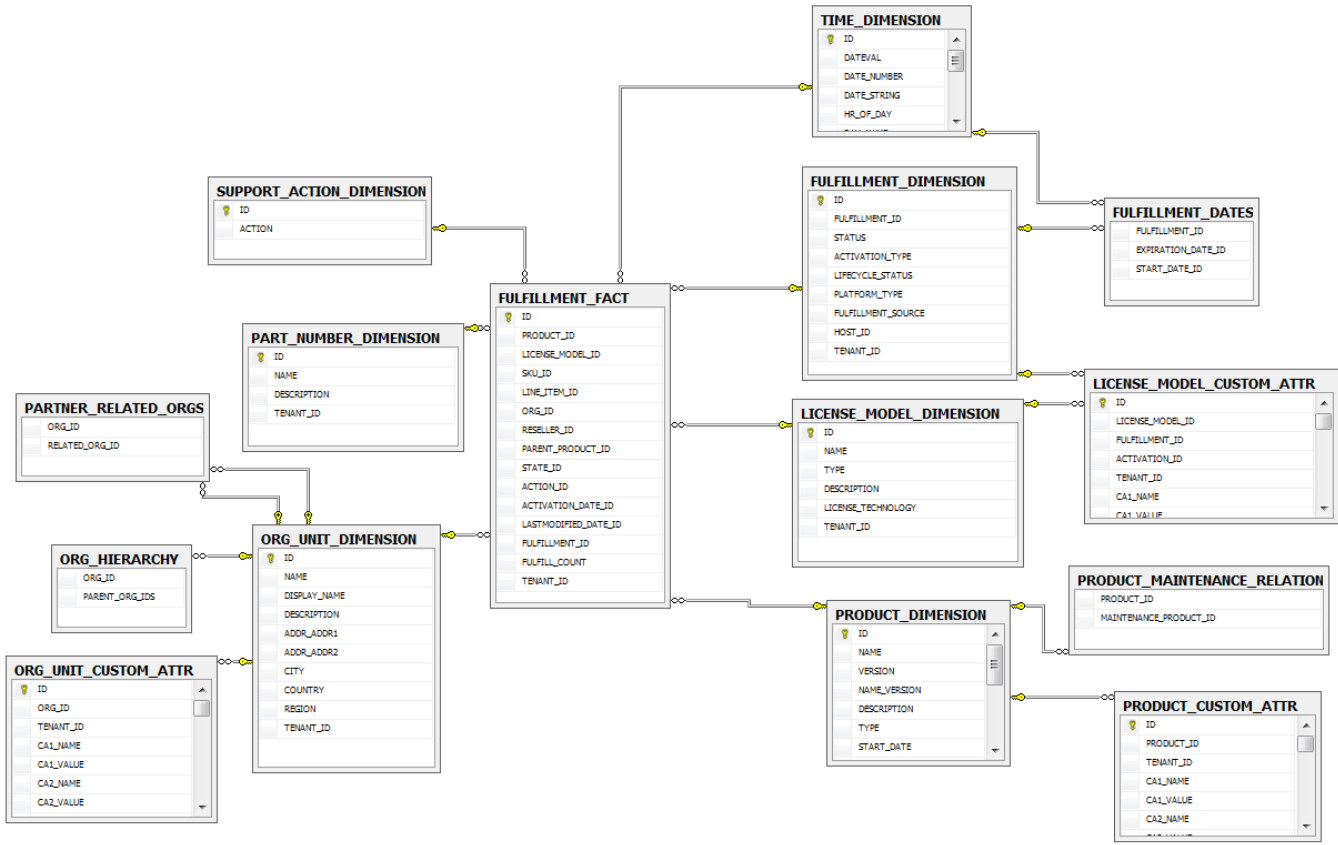 TIME_DIMENSION
ID
DATEVAL
DATE_NUMBER
DATE_STRING
HR_OF_DAY
SUPPORT_ACTION_DIMENSION
ID
ACTION
FULFILLMENT_DIMENSION
ID
FULFILLMENT_ID
STATUS
ACTIVATION_TYPE
LIFECYCLE_STATUS
PLATFORM_TYPE
FULFILLMENT_SOURCE
HOST_ID
TENANT_ID
FULFILLMENT_DATES
FULFILLMENT_ID
EXPIRATION_DATE_ID
START_DATE_ID
FULFILLMENT_FACT
ID
PRODUCT_ID
LICENSE_MODEL_ID
SKU_ID
LINE_ITEM_ID
ORG_ID
RESELLER_ID
PARENT_PRODUCT_ID
STATE_ID
ACTION_ID
ACTIVATION_DATE_ID
LASTMODIFIED_DATE_ID
FULFILLMENT_ID
FULFILL_COUNT
TENANT_ID
PART_NUMBER_DIMENSION
ID
NAME
DESCRIPTION
TENANT_ID
PARTNER_RELATED_ORGS
ORG_ID
RELATED_ORG_ID
LICENSE_MODEL_DIMENSION
ID
NAME
TYPE
DESCRIPTION
LICENSE_TECHNOLOGY
TENANT_ID
LICENSE_MODEL_CUSTOM_ATTR
ID
LICENSE_MODEL_ID
FULFILLMENT_ID
ACTIVATION_ID
TENANT_ID
CA1_NAME
CA1_VALUE
ORG_HIERARCHY
ORG_ID
PARENT_ORG_IDS
ORG_UNIT_DIMENSION
ID
NAME
DISPLAY_NAME
DESCRIPTION
ADDR_ADDR1
ADDR_ADDR2
CITY
COUNTRY
REGION
TENANT_ID
PRODUCT_MAINTENANCE_RELATION
PRODUCT_ID
MAINTENANCE_PRODUCT_ID
PRODUCT_DIMENSION
ID
NAME
VERSION
NAME_VERSION
DESCRIPTION
TYPE
START_DATE
ORG_UNIT_CUSTOM_ATTR
ID
ORG_ID
TENANT_ID
CA1_NAME
CA1_VALUE
CA2_NAME
CA2_VALUE
PRODUCT_CUSTOM_ATTR
ID
PRODUCT_ID
TENANT_ID
CA1_NAME
CA1_VALUE
CA2_NAME